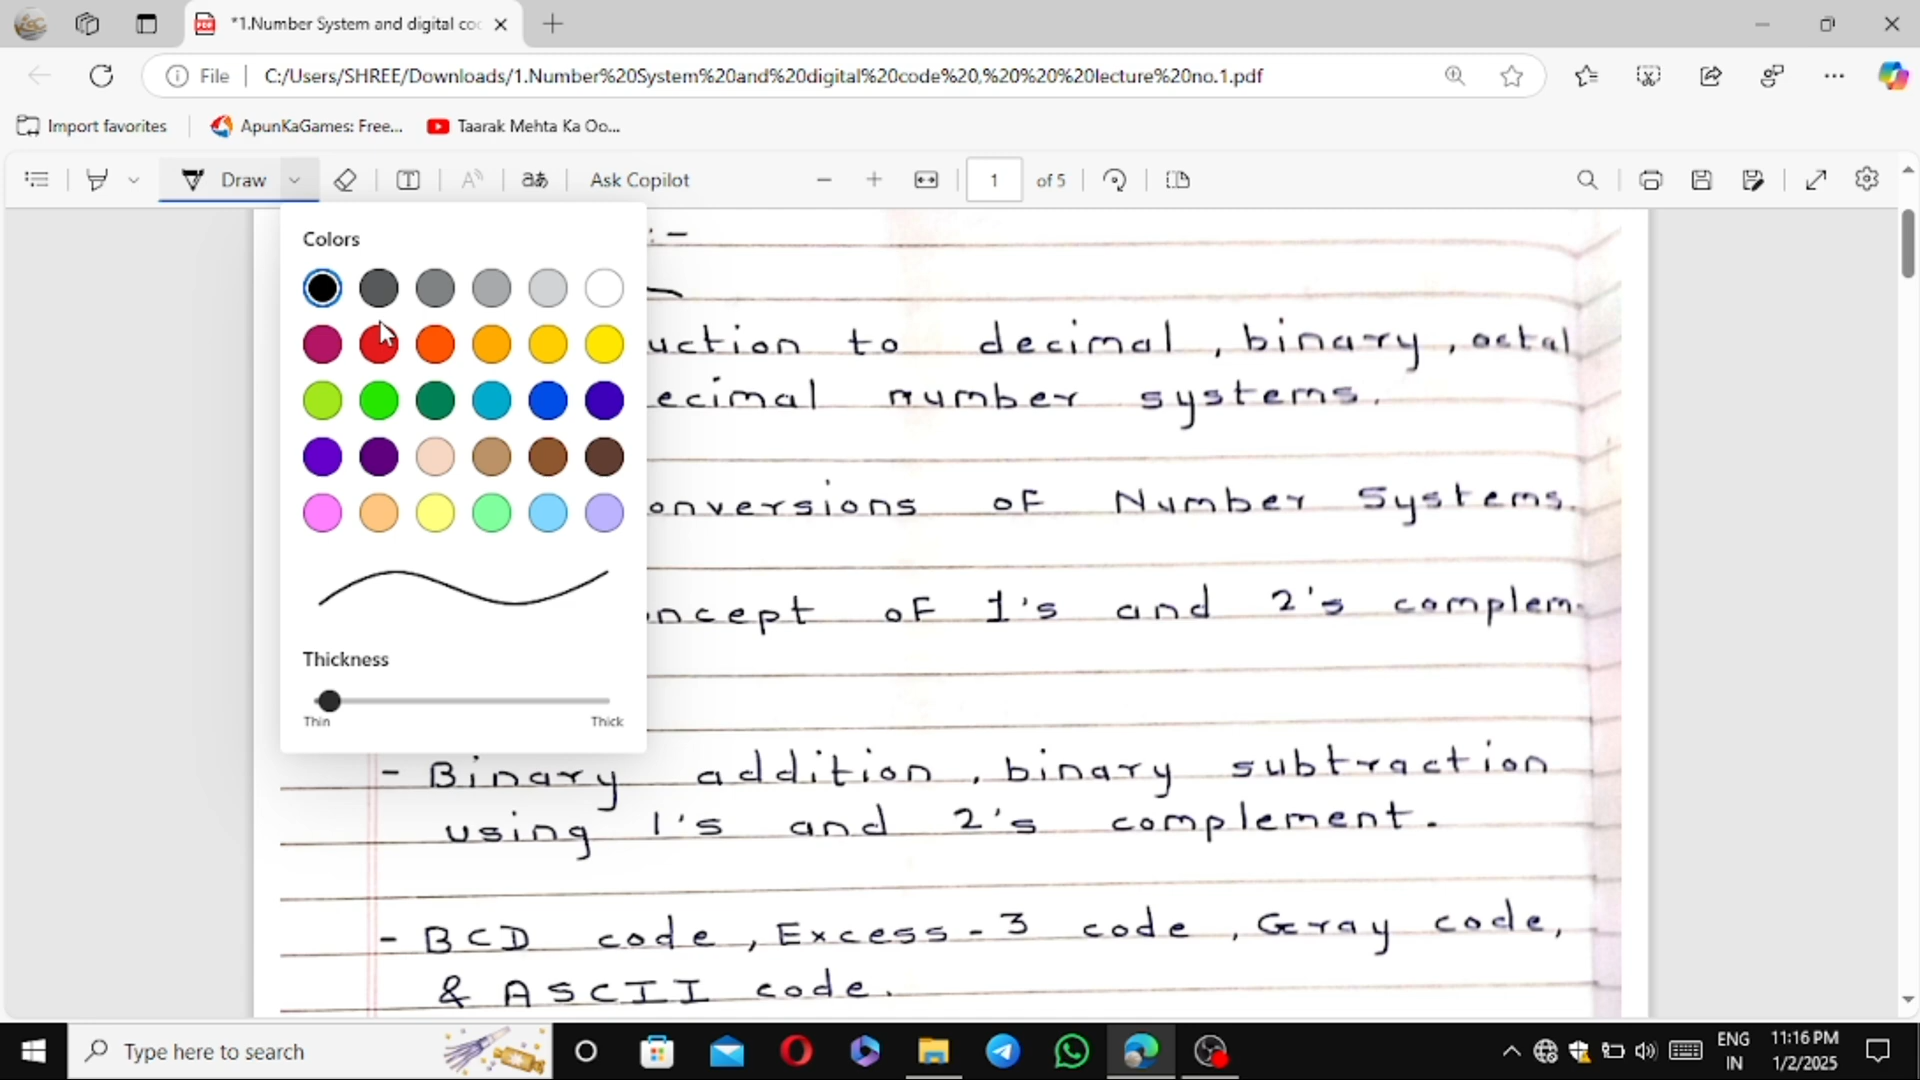 *1.Number System and digital co
File
C:/Users/SHREE/Downloads/1.Number%20System%20and%20digital%20code%20,%20%20%20lecture%20no.1.pdf
Import favorites
ApunKaGames: Free...
Taarak Mehta Ka Oo...
Draw
Ask Copilot
1 of 5
Colors
Thickness
Thin
Thick
: -
uction to decimal, binary, octal
ecimal number systems.
onversions of Number Systems.
ncept of 1's and 2's complem-
- Binary addition, binary subtraction
using 1's and 2's complement.
- BCD code, Excess-3 code, Gray code,
& ASCII code.
Type here to search
ENG
IN
11:16 PM
1/2/2025